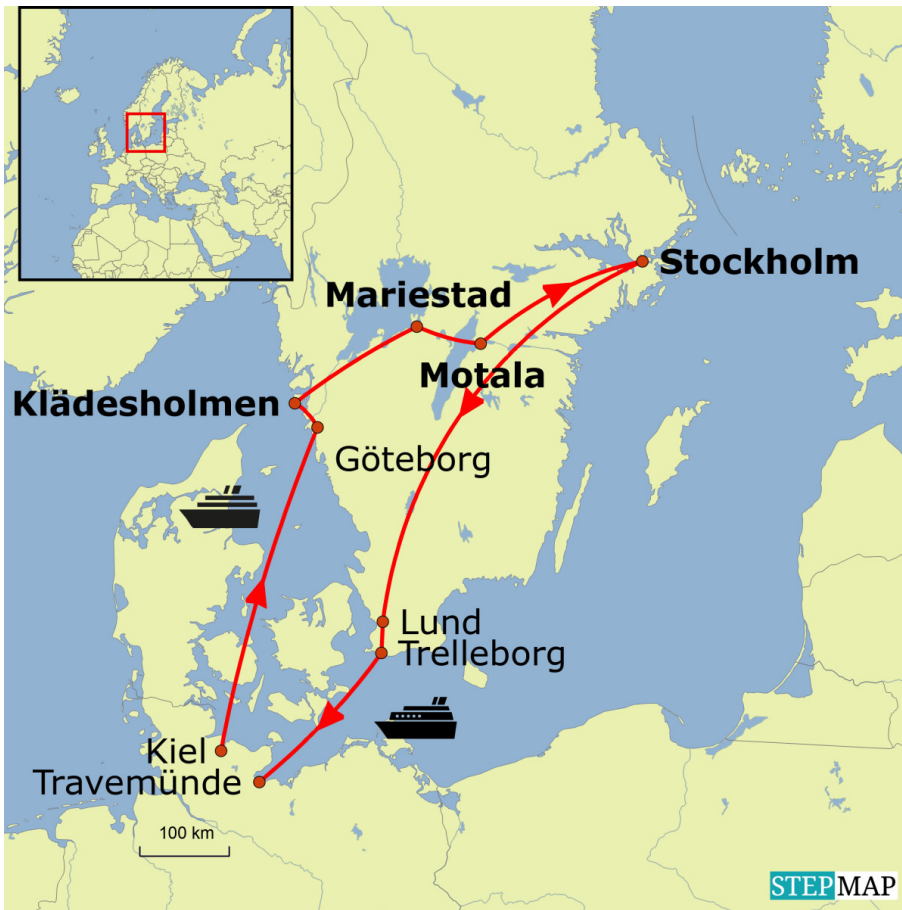 Stockholm
Mariestad
Motala
Klädesholmen
Göteborg
Lund
Trelleborg
Kiel
Travemünde
100 km
STEPMAP